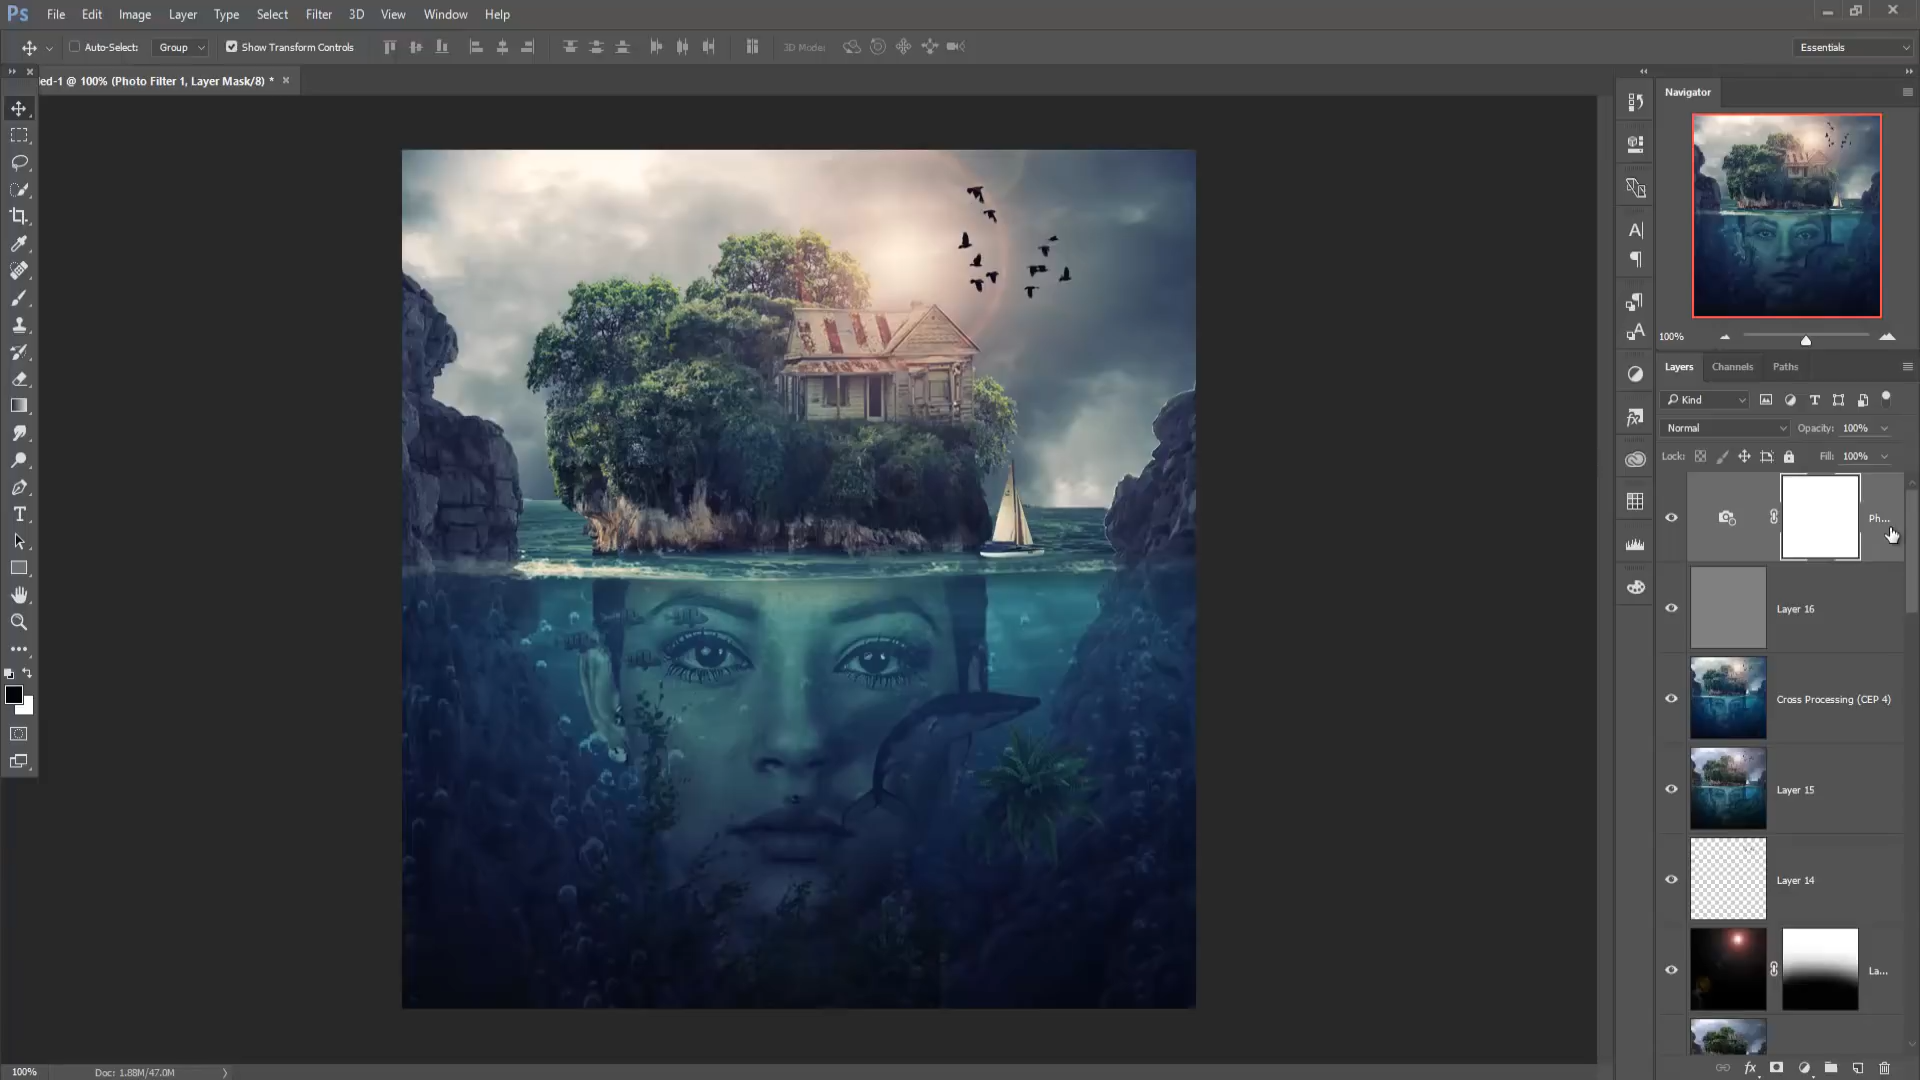 Ps File Edit Image Layer Type Select Filter 3D View Window Help
Auto-Select: Group Show Transform Controls 3D Mode: Essentials
ed-1 @ 100% (Photo Filter 1, Layer Mask/8) *
Navigator
100%
Layers Channels Paths
Kind
Normal Opacity: 100%
Lock: Fill: 100%
Ph...
Layer 16
Cross Processing (CEP 4)
Layer 15
Layer 14
La...
100% Doc: 1.88M/47.0M